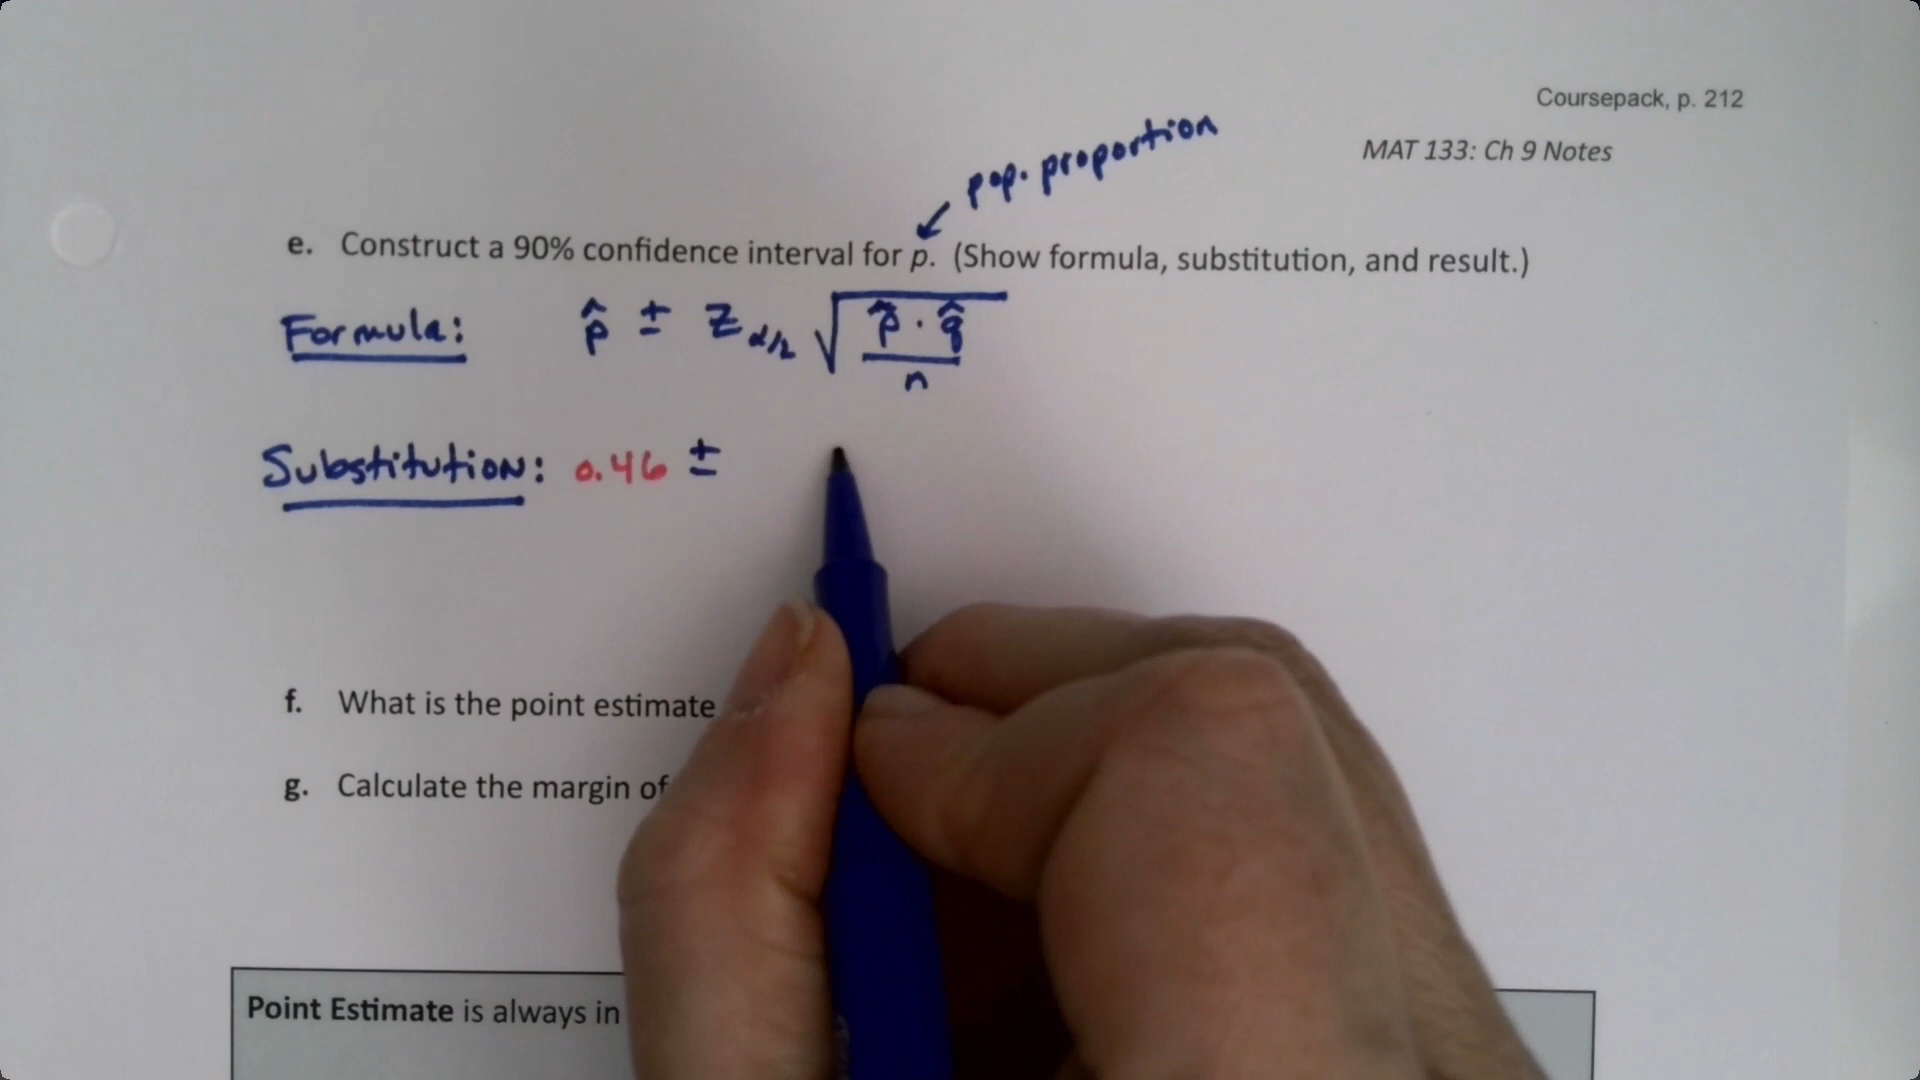 Coursepack, p. 212
MAT 133: Ch 9 Notes
pop. proportion
e. Construct a 90% confidence interval for p. (Show formula, substitution, and result.)
Formula: p̂ ± Z α/2 √ p̂ · q̂ / n
Substitution: 0.46 ±
f. What is the point estimate
g. Calculate the margin of
Point Estimate is always in